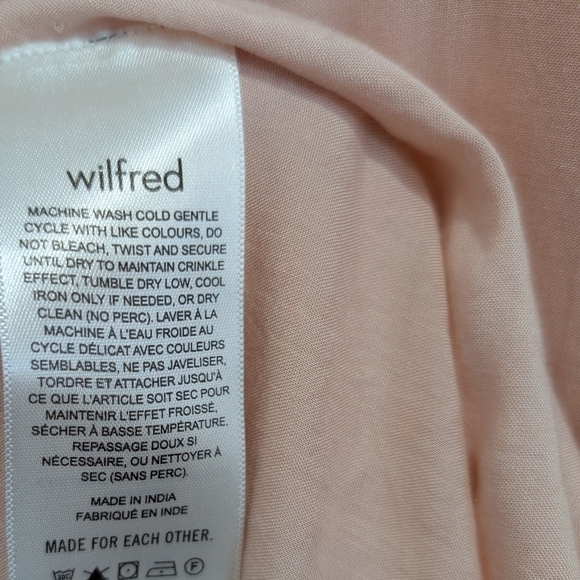 wilfred
MACHINE WASH COLD GENTLE
CYCLE WITH LIKE COLOURS, DO
NOT BLEACH, TWIST AND SECURE
UNTIL DRY TO MAINTAIN CRINKLE
EFFECT, TUMBLE DRY LOW, COOL
IRON ONLY IF NEEDED, OR DRY
CLEAN (NO PERC). LAVER À LA
MACHINE À L'EAU FROIDE AU
CYCLE DÉLICAT AVEC COULEURS
SEMBLABLES, NE PAS JAVELISER,
TORDRE ET ATTACHER JUSQU'À
CE QUE L'ARTICLE SOIT SEC POUR
MAINTENIR L'EFFET FROISSÉ,
SÉCHER À BASSE TEMPÉRATURE.
REPASSAGE DOUX SI
NÉCESSAIRE, OU NETTOYER À
SEC (SANS PERC).
MADE IN INDIA
FABRIQUÉ EN INDE
MADE FOR EACH OTHER.
30C F